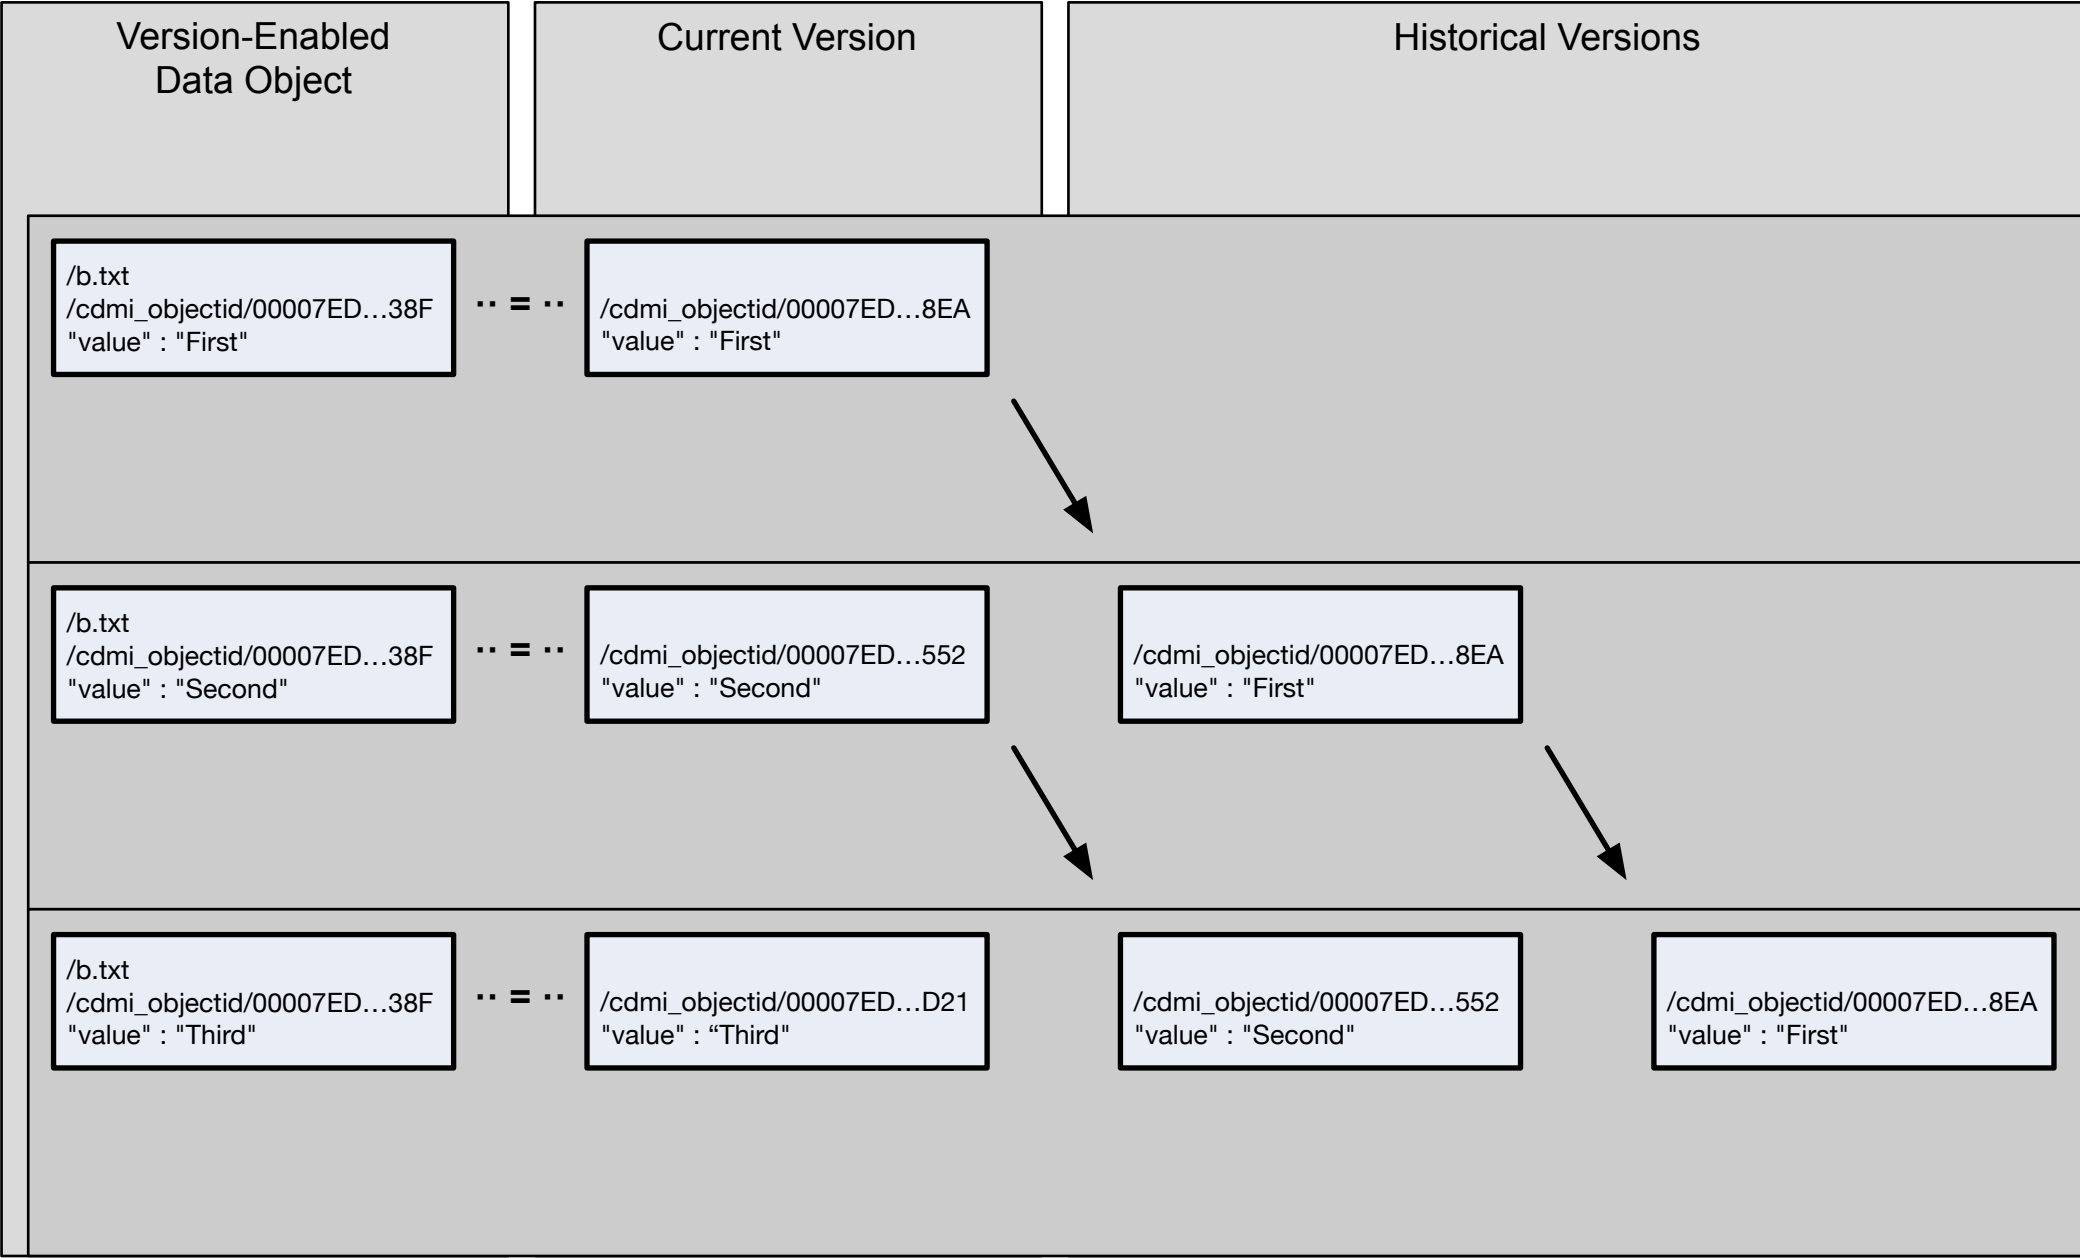 Version-Enabled
Data Object
Current Version
Historical Versions
/b.txt
/cdmi_objectid/00007ED…38F
"value" : "First"
·· = ··
/cdmi_objectid/00007ED…8EA
"value" : "First"
/b.txt
/cdmi_objectid/00007ED…38F
"value" : "Second"
·· = ··
/cdmi_objectid/00007ED…552
"value" : "Second"
/cdmi_objectid/00007ED…8EA
"value" : "First"
/b.txt
/cdmi_objectid/00007ED…38F
"value" : "Third"
·· = ··
/cdmi_objectid/00007ED…D21
"value" : “Third"
/cdmi_objectid/00007ED…552
"value" : "Second"
/cdmi_objectid/00007ED…8EA
"value" : "First"